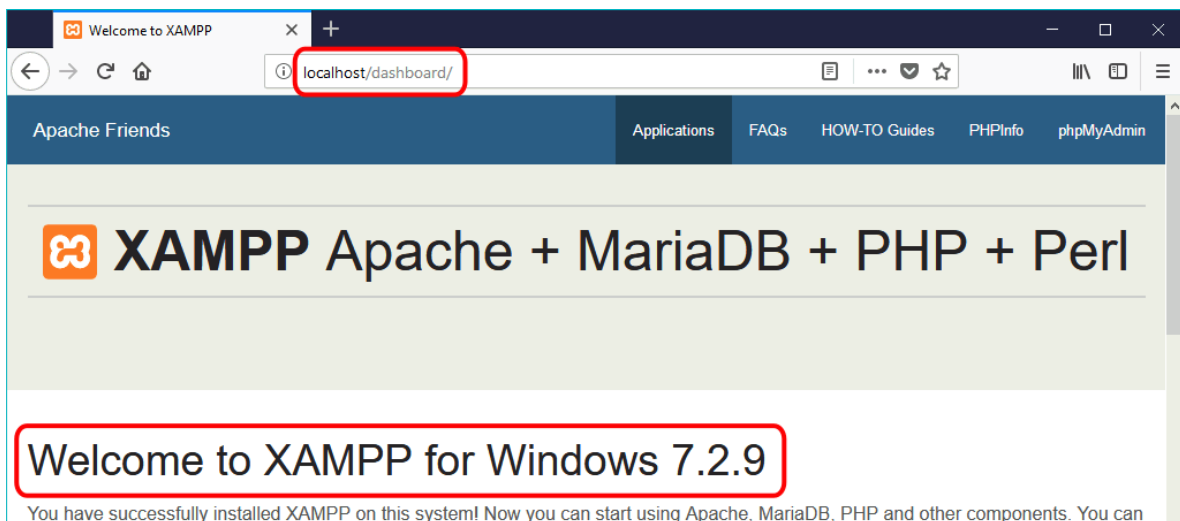 Welcome to XAMPP
localhost/dashboard/
Apache Friends
Applications FAQs HOW-TO Guides PHPInfo phpMyAdmin
XAMPP Apache + MariaDB + PHP + Perl
Welcome to XAMPP for Windows 7.2.9
You have successfully installed XAMPP on this system! Now you can start using Apache, MariaDB, PHP and other components. You can